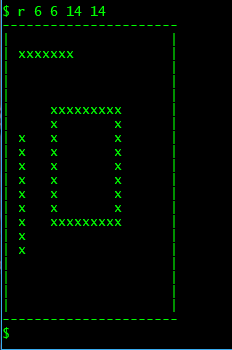 $ r 6 6 14 14
----------------------
|                    |
| xxxxxxx            |
|                    |
|                    |
|                    |
|     xxxxxxxxx      |
|     x       x      |
| x   x       x      |
| x   x       x      |
| x   x       x      |
| x   x       x      |
| x   x       x      |
| x   x       x      |
| x   xxxxxxxxx      |
| x                  |
| x                  |
|                    |
|                    |
|                    |
|                    |
----------------------
$